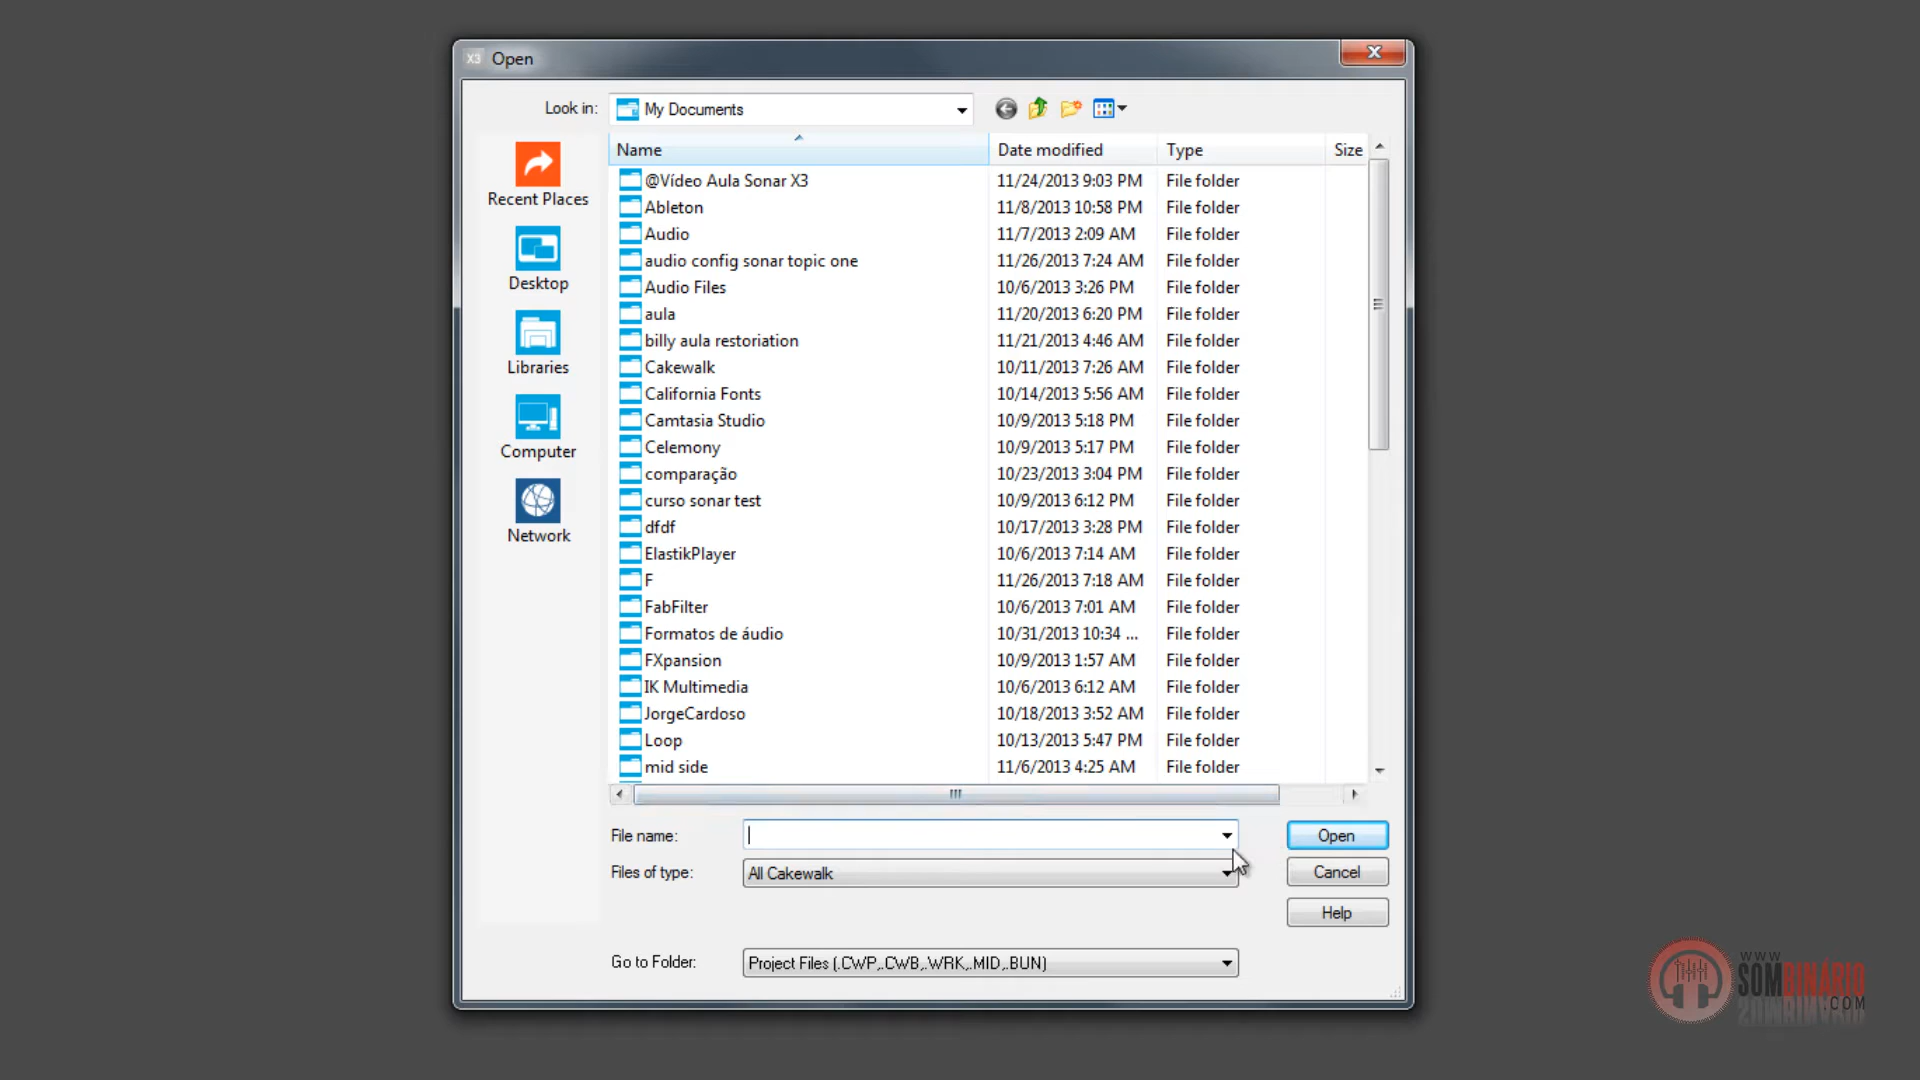 X3 Open
Look in: My Documents
Name Date modified Type Size
Recent Places
Desktop
Libraries
Computer
Network
@Vídeo Aula Sonar X3 11/24/2013 9:03 PM File folder
Ableton 11/8/2013 10:58 PM File folder
Audio 11/7/2013 2:09 AM File folder
audio config sonar topic one 11/26/2013 7:24 AM File folder
Audio Files 10/6/2013 3:26 PM File folder
aula 11/20/2013 6:20 PM File folder
billy aula restoriation 11/21/2013 4:46 AM File folder
Cakewalk 10/11/2013 7:26 AM File folder
California Fonts 10/14/2013 5:56 AM File folder
Camtasia Studio 10/9/2013 5:18 PM File folder
Celemony 10/9/2013 5:17 PM File folder
comparação 10/23/2013 3:04 PM File folder
curso sonar test 10/9/2013 6:12 PM File folder
dfdf 10/17/2013 3:28 PM File folder
ElastikPlayer 10/6/2013 7:14 AM File folder
F 11/26/2013 7:18 AM File folder
FabFilter 10/6/2013 7:01 AM File folder
Formatos de áudio 10/31/2013 10:34 ... File folder
FXpansion 10/9/2013 1:57 AM File folder
IK Multimedia 10/6/2013 6:12 AM File folder
JorgeCardoso 10/18/2013 3:52 AM File folder
Loop 10/13/2013 5:47 PM File folder
mid side 11/6/2013 4:25 AM File folder
File name: Open
Files of type: All Cakewalk Cancel
Help
Go to Folder: Project Files (.CWP,.CWB,.WRK,.MID,.BUN)
WWW
SOMBINÁRIO
.COM